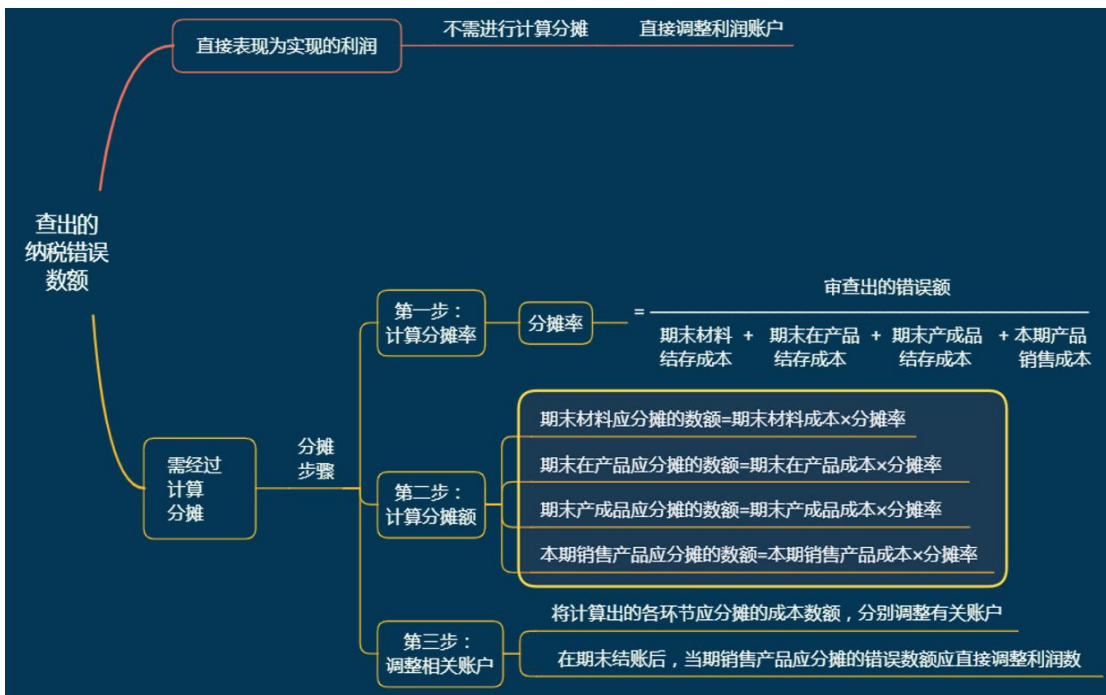 直接表现为实现的利润
不需进行计算分摊
直接调整利润账户
查出的
纳税错误
数额
需经过
计算
分摊
分摊
步骤
第一步：
计算分摊率
分摊率
=
审查出的错误额
期末材料 + 期末在产品 + 期末产成品 + 本期产品
结存成本 结存成本 结存成本 销售成本
第二步：
计算分摊额
期末材料应分摊的数额=期末材料成本×分摊率
期末在产品应分摊的数额=期末在产品成本×分摊率
期末产成品应分摊的数额=期末产成品成本×分摊率
本期销售产品应分摊的数额=本期销售产品成本×分摊率
第三步：
调整相关账户
将计算出的各环节应分摊的成本数额，分别调整有关账户
在期末结账后，当期销售产品应分摊的错误数额应直接调整利润数